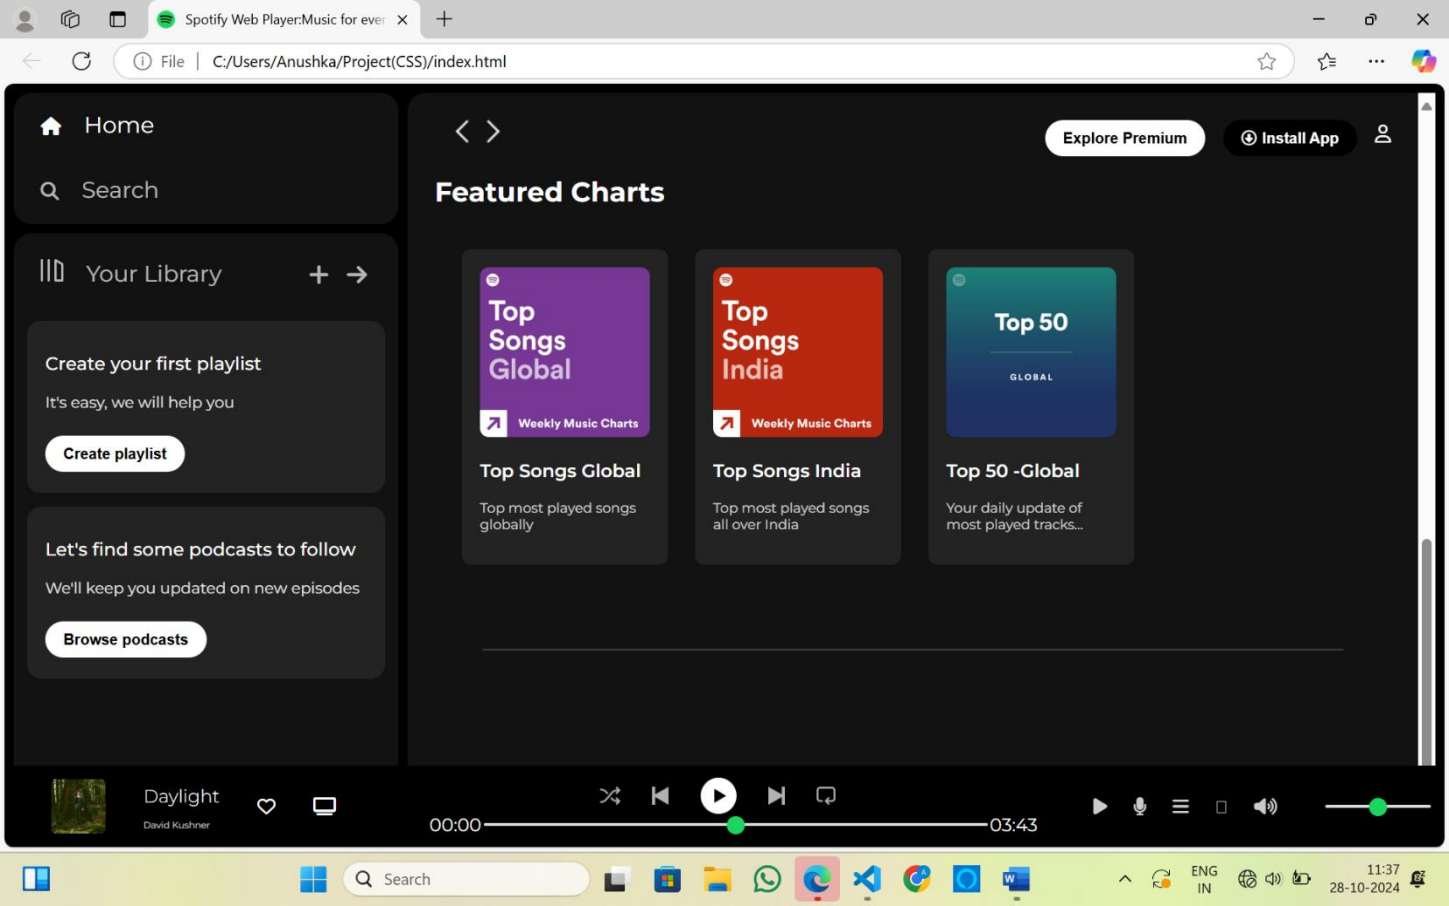 Spotify Web Player:Music for ever
File
C:/Users/Anushka/Project(CSS)/index.html
Home
Search
Your Library
Create your first playlist
It's easy, we will help you
Create playlist
Let's find some podcasts to follow
We'll keep you updated on new episodes
Browse podcasts
Explore Premium
Install App
Featured Charts
Top
Songs
Global
Weekly Music Charts
Top Songs Global
Top most played songs
globally
Top
Songs
India
Weekly Music Charts
Top Songs India
Top most played songs
all over India
Top 50
GLOBAL
Top 50 -Global
Your daily update of
most played tracks...
Daylight
David Kushner
00:00
03:43
Search
ENG
IN
11:37
28-10-2024